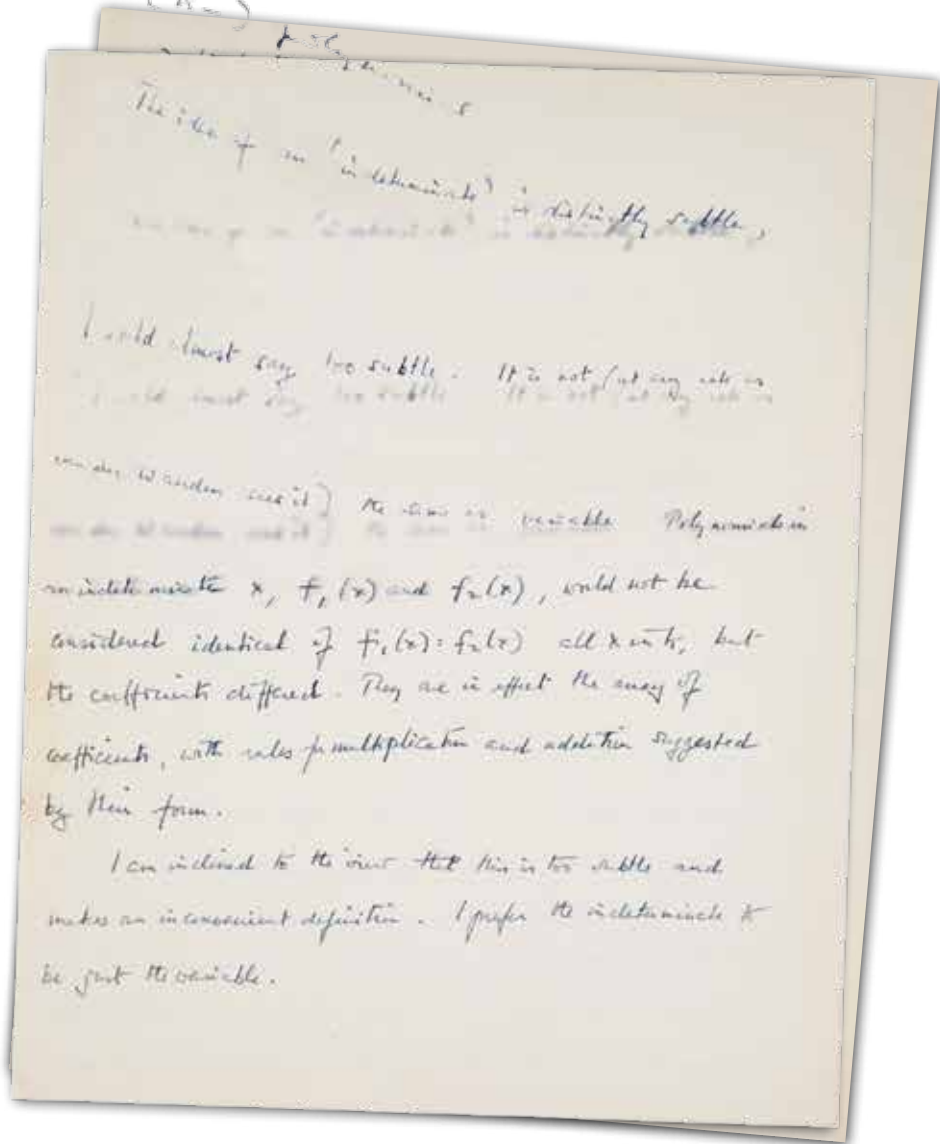 polynomials
The idea of an 'indeterminate' is distinctly subtle,
I would almost say too subtle. It is not (at any rate as
van der Waerden sees it) the same as variable. Polynomials in
an indeterminate x, f₁(x) and f₂(x), would not be
considered identical if f₁(x) = f₂(x) all x in k, but
the coefficients differed. They are in effect the array of
coefficients, with rules for multiplication and addition suggested
by their form.
I am inclined to the view that this is too subtle and
makes an inconvenient definition. I prefer the indeterminate k
be just the variable.